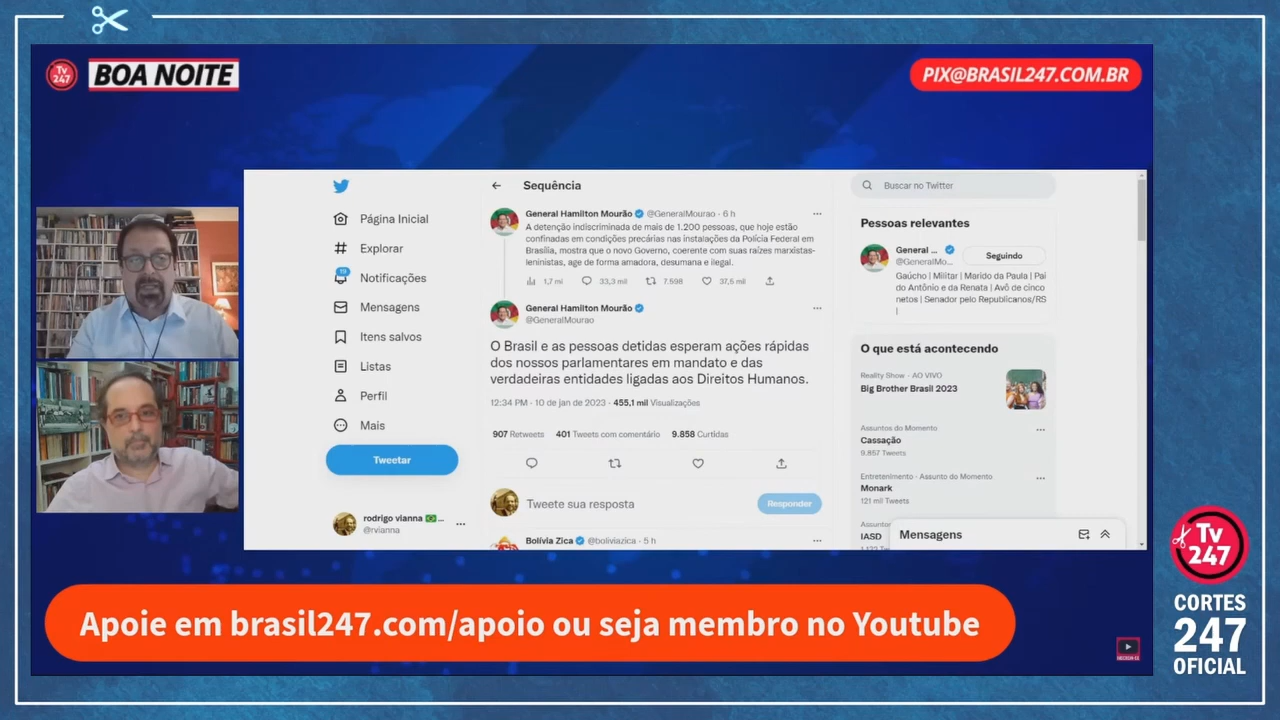 Tv
247
BOA NOITE
PIX@BRASIL247.COM.BR
Página Inicial
Explorar
19
Notificações
Mensagens
Itens salvos
Listas
Perfil
Mais
Tweetar
rodrigo vianna ...
@rvianna
Sequência
General Hamilton Mourão @GeneralMourao · 6 h
A detenção indiscriminada de mais de 1.200 pessoas, que hoje estão
confinadas em condições precárias nas instalações da Polícia Federal em
Brasília, mostra que o novo Governo, coerente com suas raízes marxistas-
leninistas, age de forma amadora, desumana e ilegal.
1,7 mi 33,3 mil 7.598 37,5 mil
General Hamilton Mourão
@GeneralMourao
O Brasil e as pessoas detidas esperam ações rápidas
dos nossos parlamentares em mandato e das
verdadeiras entidades ligadas aos Direitos Humanos.
12:34 PM · 10 de jan de 2023 · 455,1 mil Visualizações
907 Retweets 401 Tweets com comentário 9.858 Curtidas
Tweete sua resposta
Responder
Bolívia Zica @boliviazica · 5 h
Buscar no Twitter
Pessoas relevantes
General ...
@GeneralMo...
Seguindo
Gaúcho | Militar | Marido da Paula | Pai
do Antônio e da Renata | Avô de cinco
netos | Senador pelo Republicanos/RS
|
O que está acontecendo
Reality Show · AO VIVO
Big Brother Brasil 2023
Assuntos do Momento
Cassação
9.857 Tweets
Entretenimento · Assunto do Momento
Monark
121 mil Tweets
IASD
Mensagens
Apoie em brasil247.com/apoio ou seja membro no Youtube
Tv
247
CORTES
247
OFICIAL